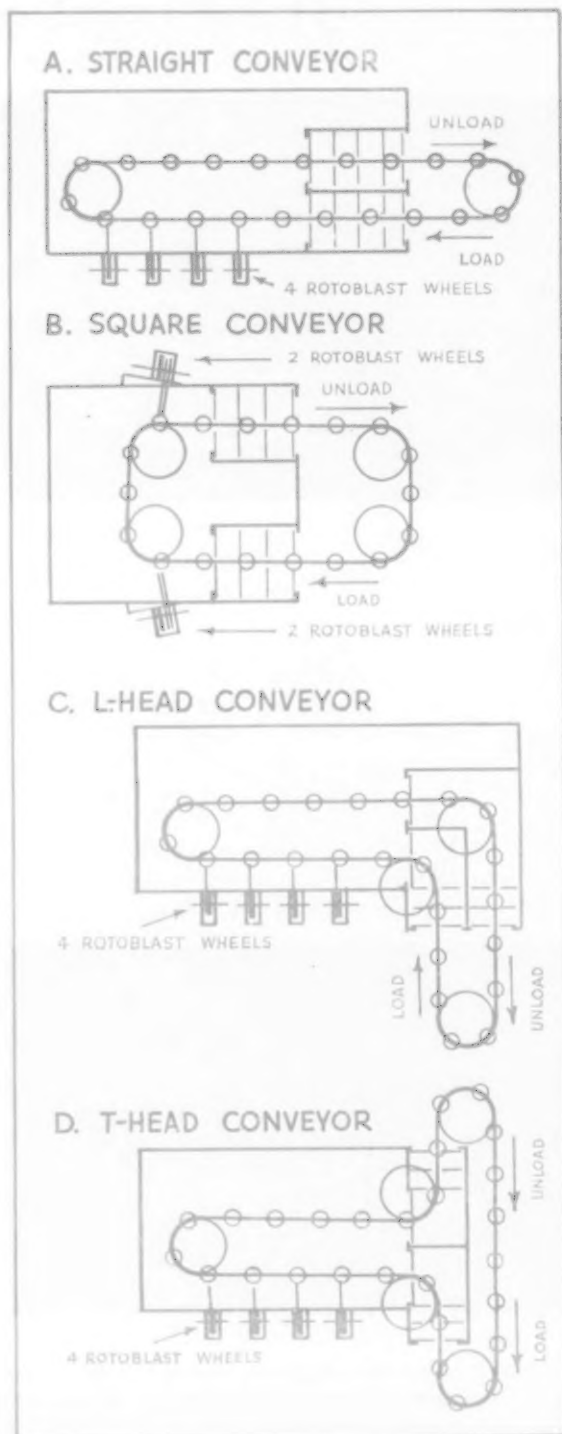 A. STRAIGHT CONVEYOR
UNLOAD
LOAD
4 ROTOBLAST WHEELS
B. SQUARE CONVEYOR
2 ROTOBLAST WHEELS
UNLOAD
LOAD
2 ROTOBLAST WHEELS
C. L-HEAD CONVEYOR
4 ROTOBLAST WHEELS
LOAD
UNLOAD
D. T-HEAD CONVEYOR
UNLOAD
LOAD
4 ROTOBLAST WHEELS